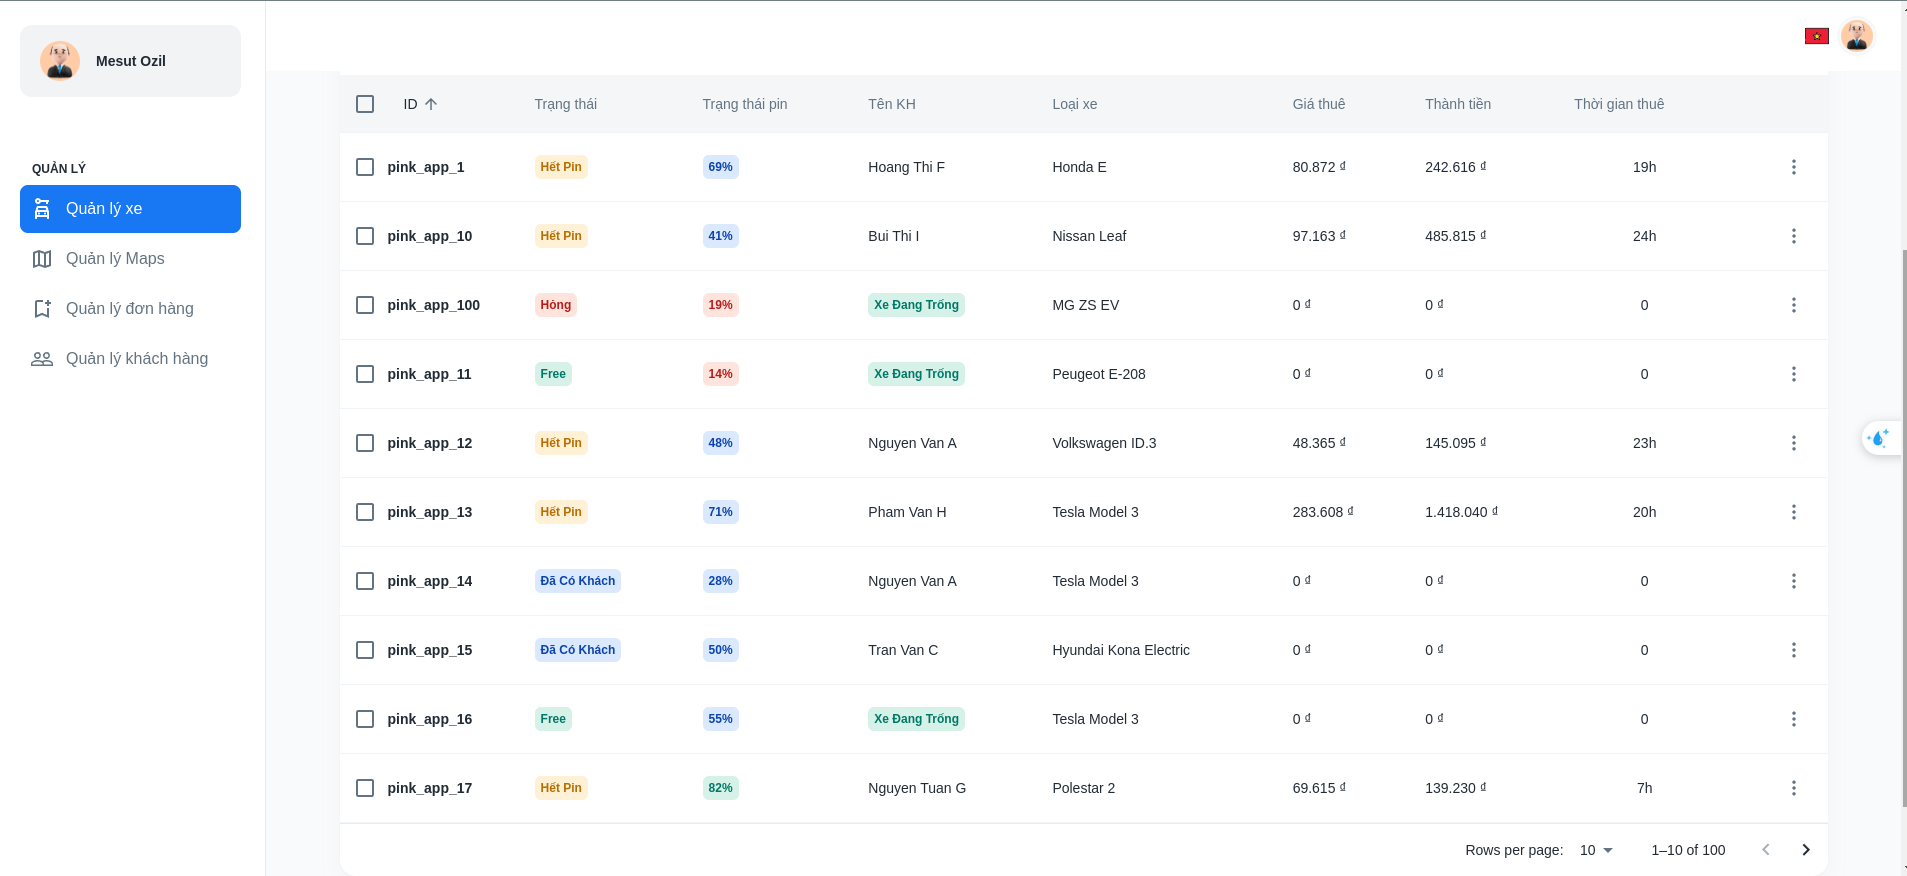 Mesut Ozil
QUẢN LÝ
Quản lý xe
Quản lý Maps
Quản lý đơn hàng
Quản lý khách hàng
ID Trạng thái Trạng thái pin Tên KH Loại xe Giá thuê Thành tiền Thời gian thuê
pink_app_1 Hết Pin 69% Hoang Thi F Honda E 80.872 ₫ 242.616 ₫ 19h
pink_app_10 Hết Pin 41% Bui Thi I Nissan Leaf 97.163 ₫ 485.815 ₫ 24h
pink_app_100 Hỏng 19% Xe Đang Trống MG ZS EV 0 ₫ 0 ₫ 0
pink_app_11 Free 14% Xe Đang Trống Peugeot E-208 0 ₫ 0 ₫ 0
pink_app_12 Hết Pin 48% Nguyen Van A Volkswagen ID.3 48.365 ₫ 145.095 ₫ 23h
pink_app_13 Hết Pin 71% Pham Van H Tesla Model 3 283.608 ₫ 1.418.040 ₫ 20h
pink_app_14 Đã Có Khách 28% Nguyen Van A Tesla Model 3 0 ₫ 0 ₫ 0
pink_app_15 Đã Có Khách 50% Tran Van C Hyundai Kona Electric 0 ₫ 0 ₫ 0
pink_app_16 Free 55% Xe Đang Trống Tesla Model 3 0 ₫ 0 ₫ 0
pink_app_17 Hết Pin 82% Nguyen Tuan G Polestar 2 69.615 ₫ 139.230 ₫ 7h
Rows per page: 10 1–10 of 100